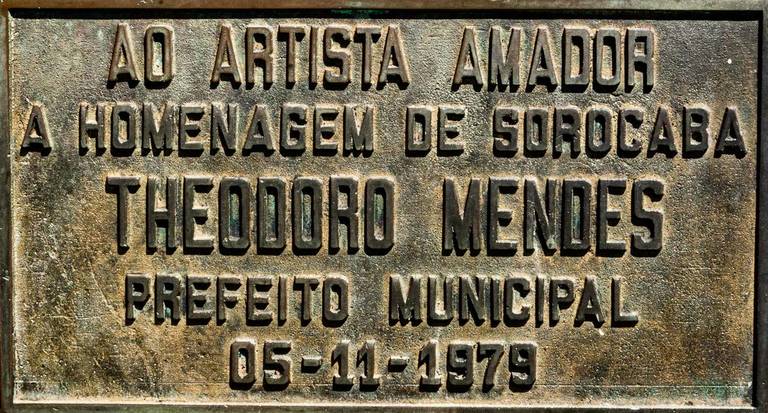 AO ARTISTA AMADOR
A HOMENAGEM DE SOROCABA
THEODORO MENDES
PREFEITO MUNICIPAL
05-11-1979